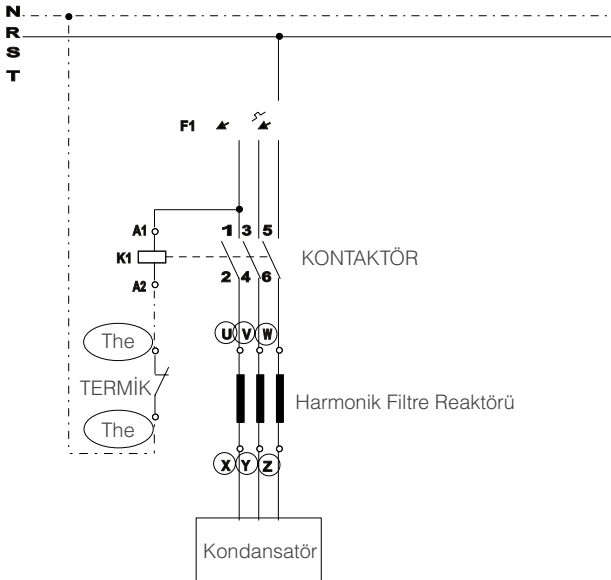 N
R
S
T
F1
A1
1 3 5
K1
KONTAKTÖR
A2
2 4 6
U V W
The
TERMİK
Harmonik Filtre Reaktörü
The
X Y Z
Kondansatör